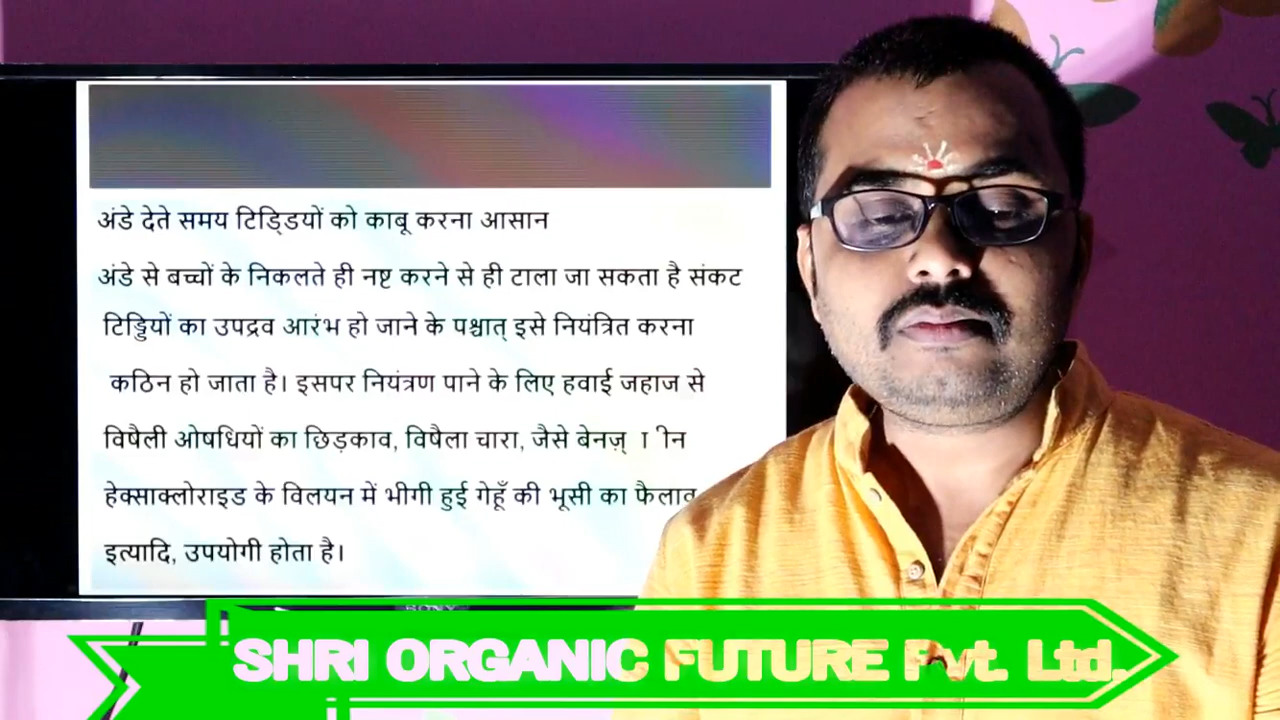 अंडे देते समय टिड्डियों को काबू करना आसान
अंडे से बच्चों के निकलते ही नष्ट करने से ही टाला जा सकता है संकट
टिड्डियों का उपद्रव आरंभ हो जाने के पश्चात् इसे नियंत्रित करना
कठिन हो जाता है। इसपर नियंत्रण पाने के लिए हवाई जहाज से
विषैली ओषधियों का छिड़काव, विषैला चारा, जैसे
हेक्साक्लोराइड के विलयन में भीगी हुई गेहूँ की भूसी का फैलाव
इत्यादि, उपयोगी होता है।
SONY
SHRI ORGANIC FUTURE Pvt. Ltd.